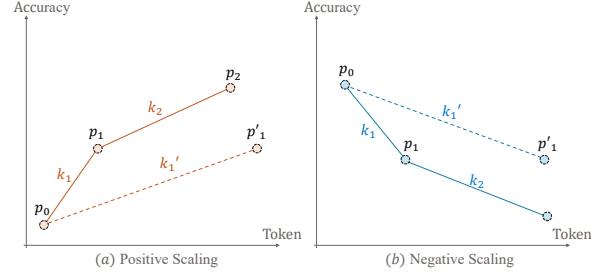 Accuracy
p₂
k₂
p₁
p'₁
k₁
k₁'
p₀
Token
(a) Positive Scaling
Accuracy
p₀
k₁'
k₁
p₁
p'₁
k₂
Token
(b) Negative Scaling